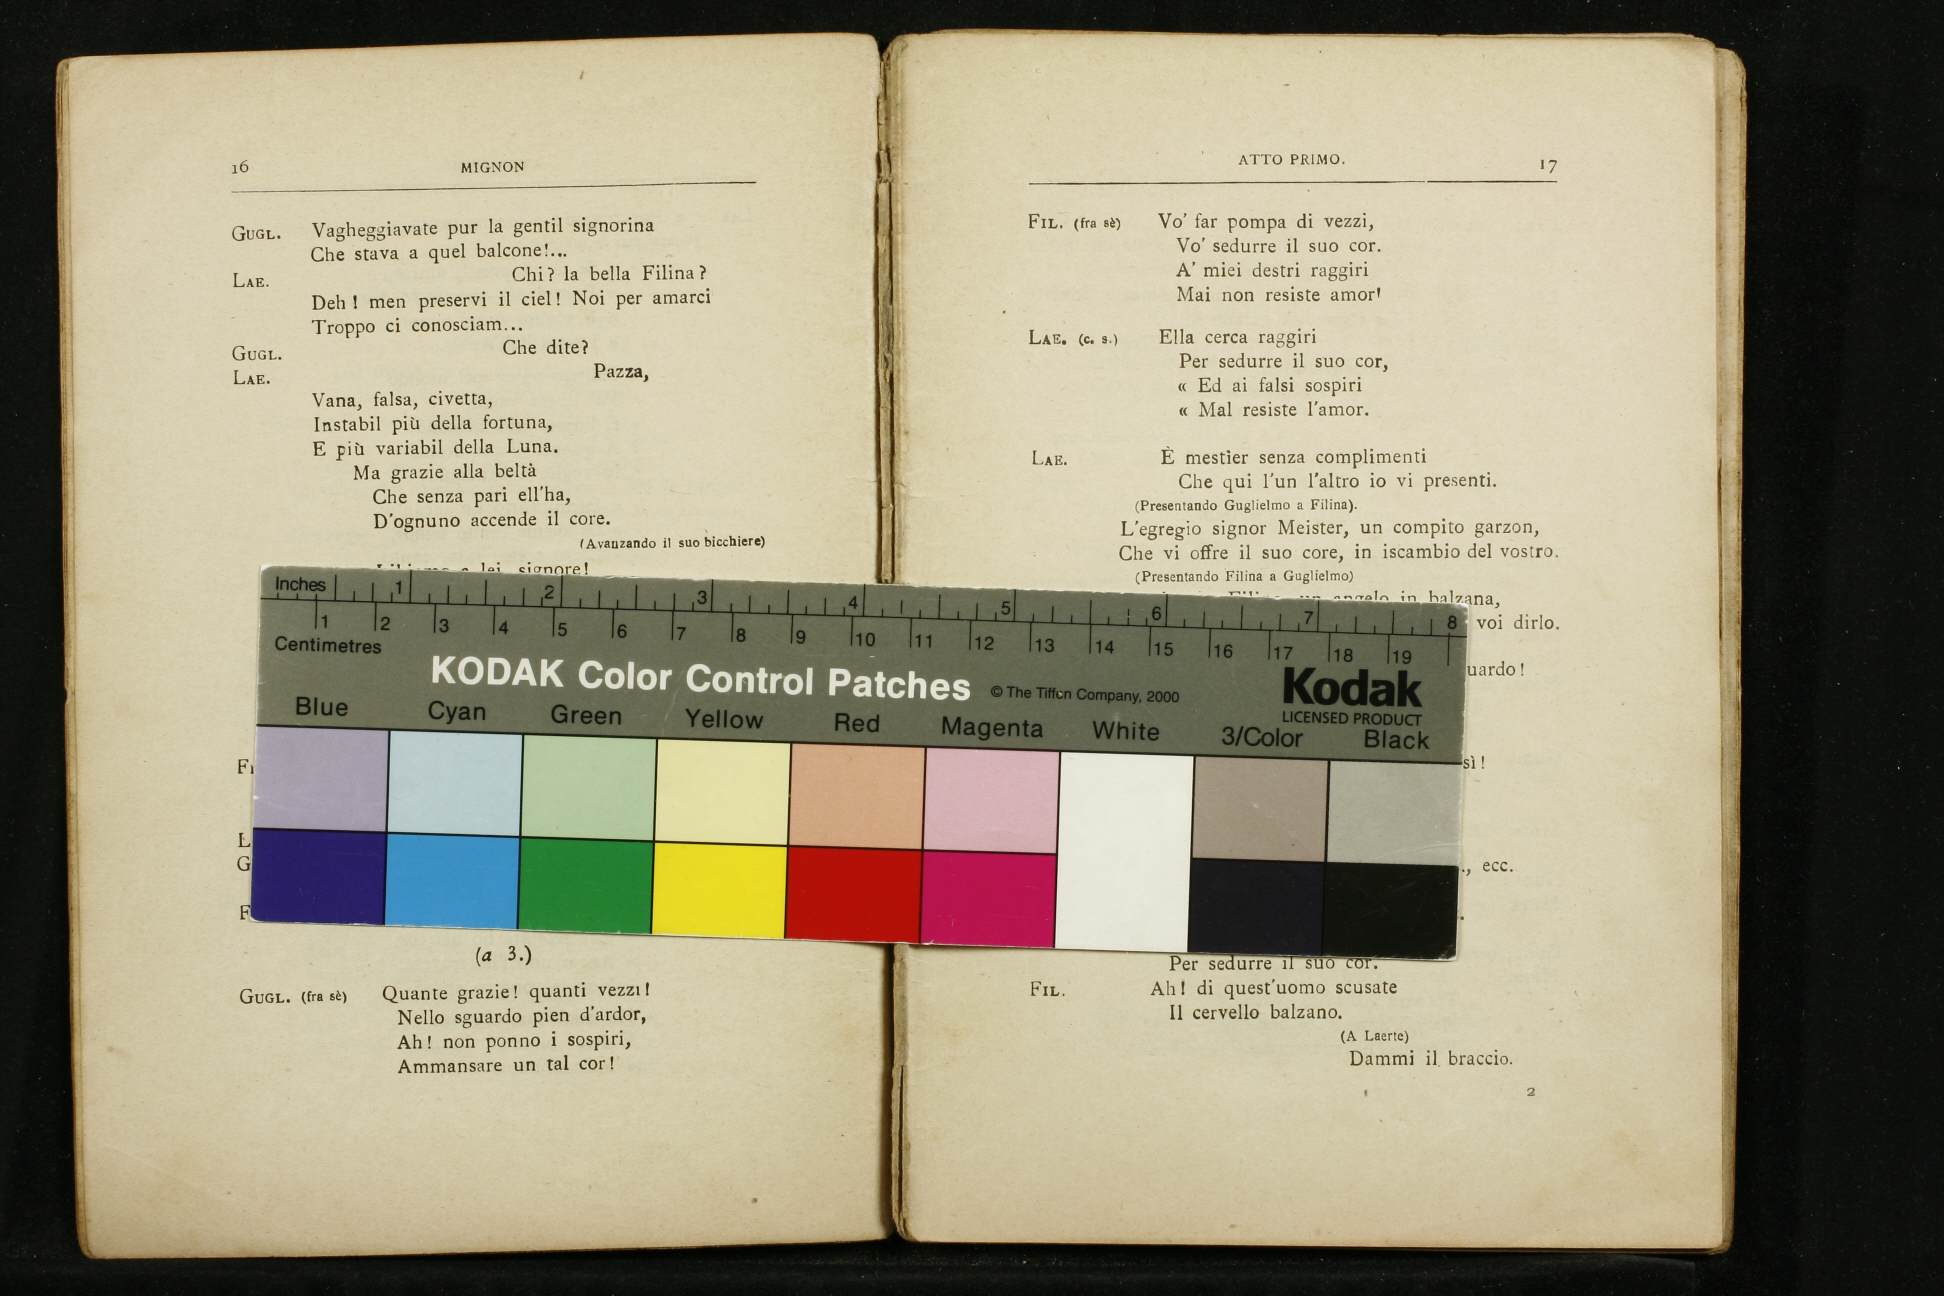 16 MIGNON
GUGL. Vagheggiavate pur la gentil signorina
Che stava a quel balcone!...
LAE. Chi? la bella Filina?
Deh! men preservi il ciel! Noi per amarci
Troppo ci conosciam...
GUGL. Che dite?
LAE. Pazza,
Vana, falsa, civetta,
Instabil più della fortuna,
E più variabil della Luna.
Ma grazie alla beltà
Che senza pari ell'ha,
D'ognuno accende il core.
(Avanzando il suo bicchiere)
lei, signore!
(a 3.)
GUGL. (fra sè) Quante grazie! quanti vezzi!
Nello sguardo pien d'ardor,
Ah! non ponno i sospiri,
Ammansare un tal cor!
ATTO PRIMO. 17
FIL. (fra sè) Vo' far pompa di vezzi,
Vo' sedurre il suo cor.
A' miei destri raggiri
Mai non resiste amor!
LAE. (c. s.) Ella cerca raggiri
Per sedurre il suo cor,
« Ed ai falsi sospiri
« Mal resiste l'amor.
LAE. È mestier senza complimenti
Che qui l'un l'altro io vi presenti.
(Presentando Guglielmo a Filina).
L'egregio signor Meister, un compito garzon,
Che vi offre il suo core, in iscambio del vostro.
(Presentando Filina a Guglielmo)
un angelo in balzana,
voi dirlo.
uardo!
sì!
., ecc.
Per sedurre il suo cor.
FIL. Ah! di quest'uomo scusate
Il cervello balzano.
(A Laerte)
Dammi il braccio.
2
Inches 1 2 3 4 5 6 7 8
1 2 3 4 5 6 7 8 9 10 11 12 13 14 15 16 17 18 19
Centimetres
KODAK Color Control Patches © The Tiffen Company, 2000
Kodak
LICENSED PRODUCT
Blue Cyan Green Yellow Red Magenta White 3/Color Black